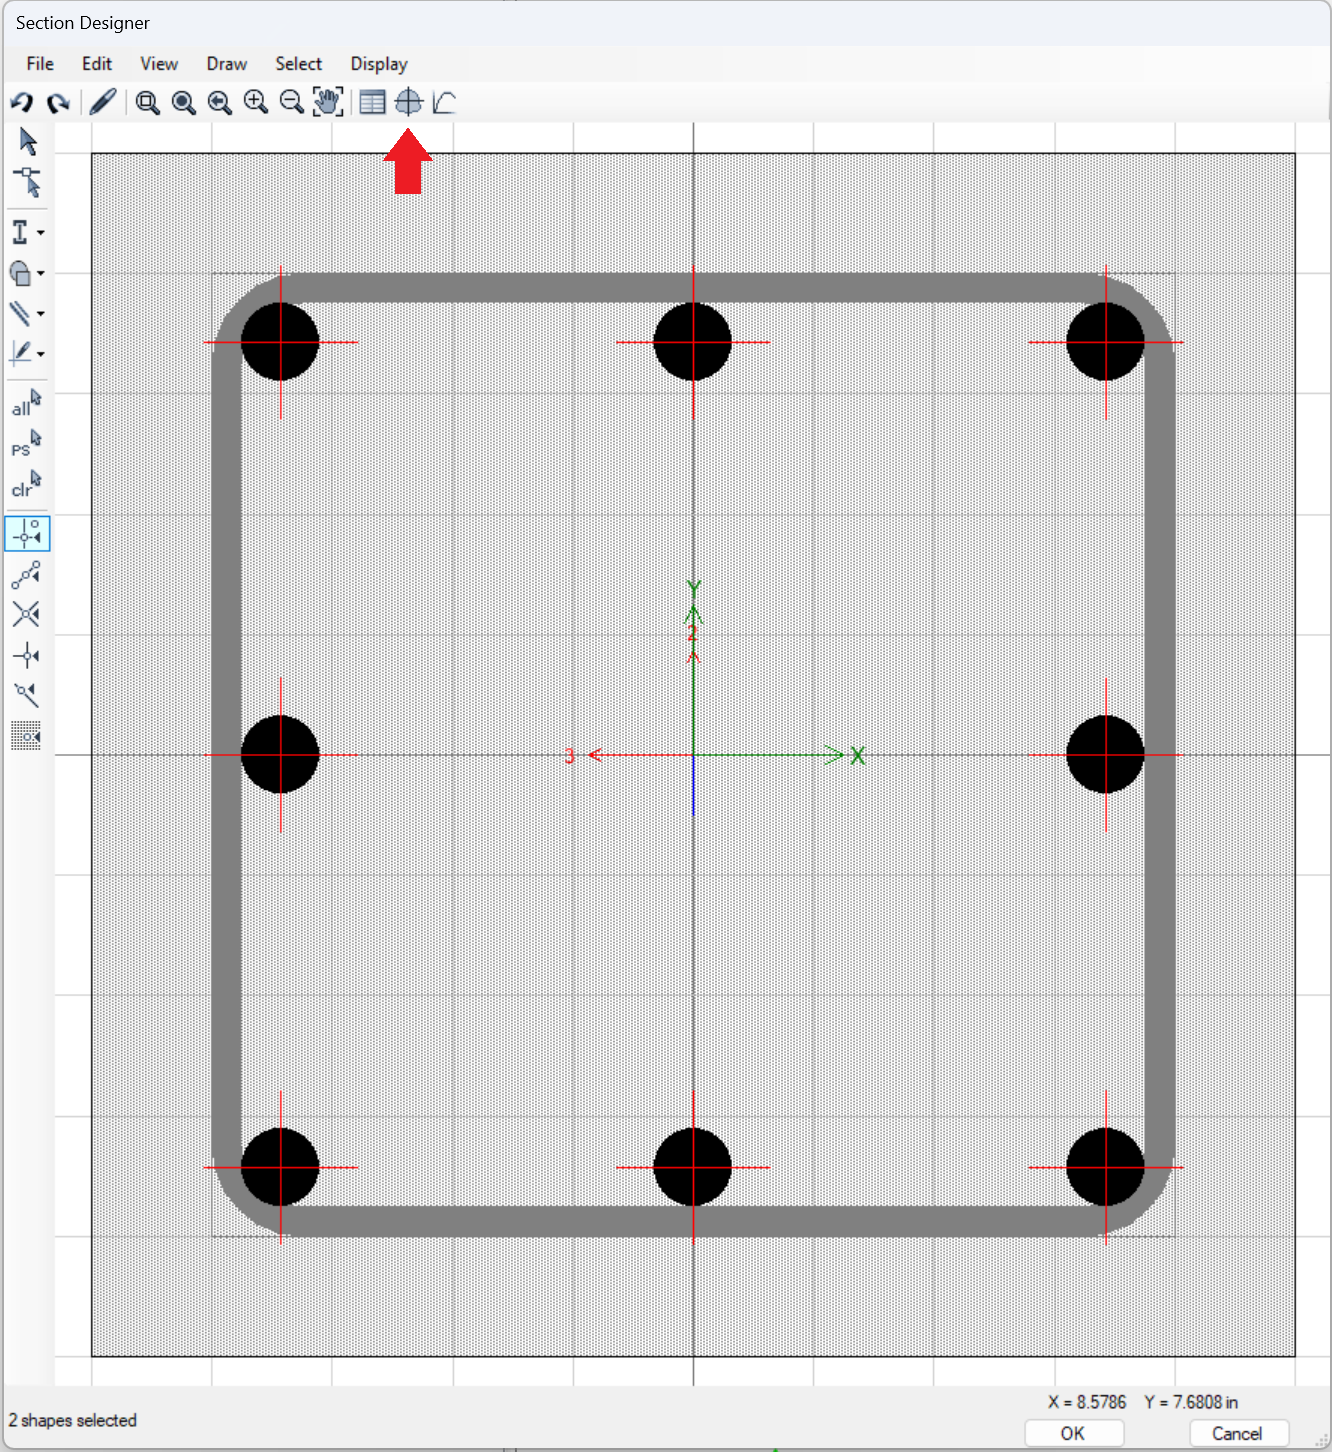 Section Designer
File Edit View Draw Select Display
all
PS
clr
Y
2
3 X
X = 8.5786 Y = 7.6808 in
2 shapes selected
OK Cancel